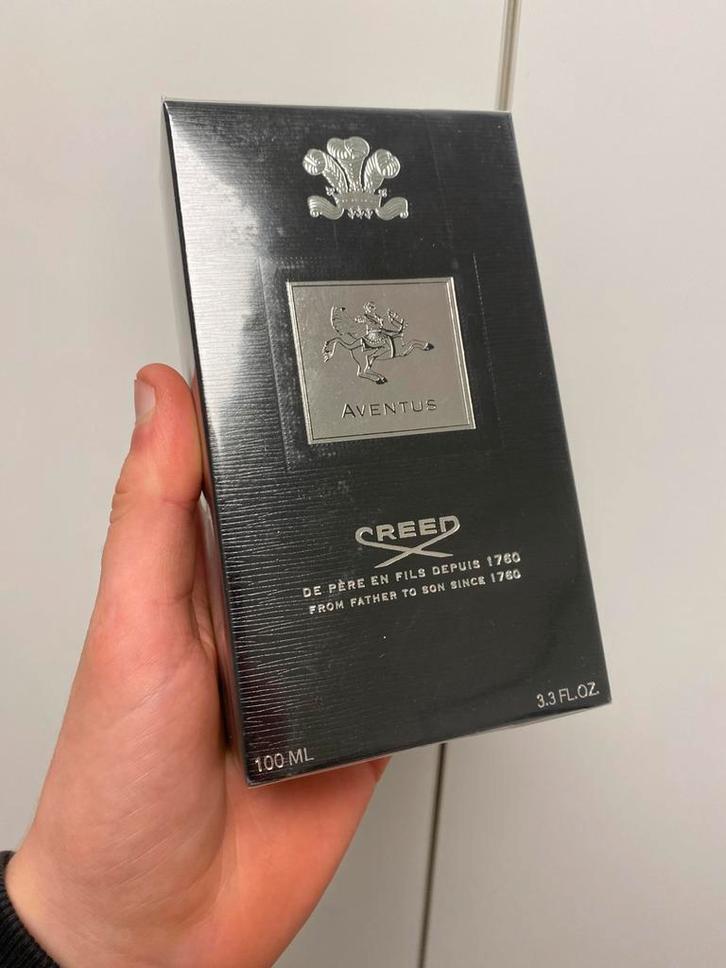 AVENTUS
CREED
DE PÈRE EN FILS DEPUIS 1760
FROM FATHER TO SON SINCE 1760
3.3 FL.OZ.
100 ML